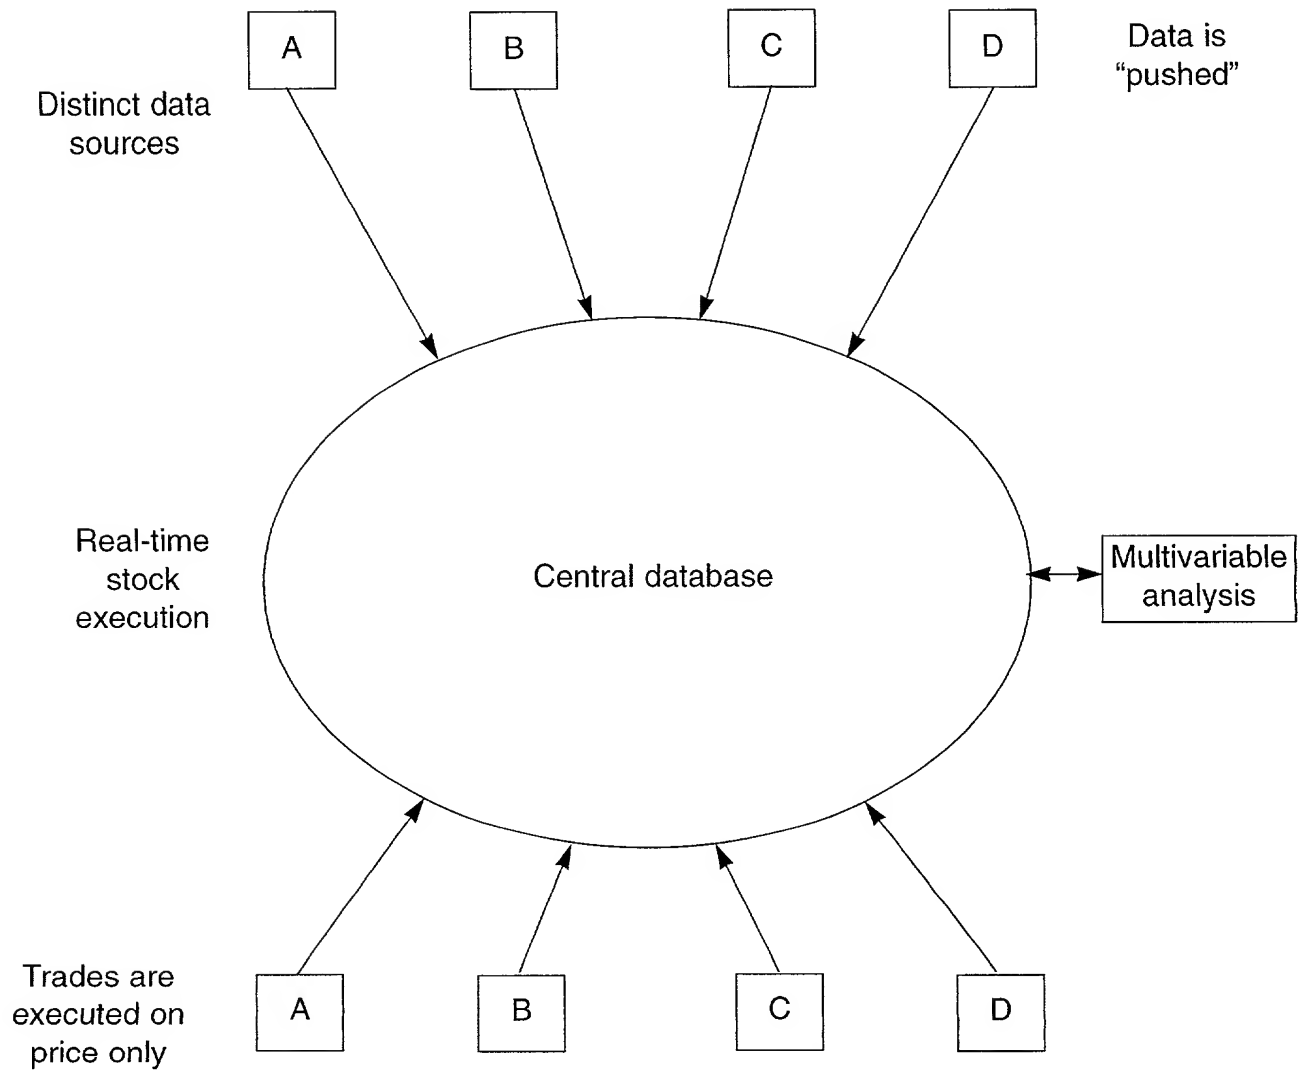 A
B
C
D
Data is
“pushed”
Distinct data
sources
Real-time
stock
execution
Central database
Multivariable
analysis
Trades are
executed on
price only
A
B
C
D